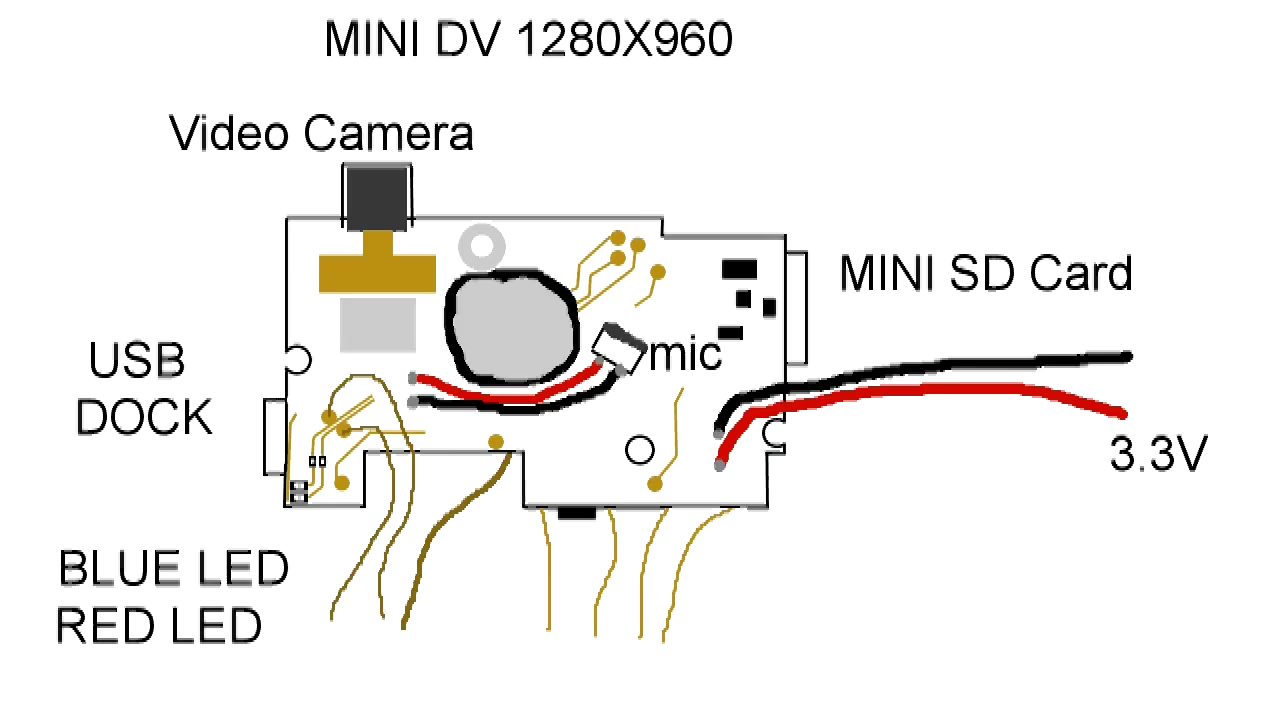 MINI DV 1280X960
Video Camera
MINI SD Card
mic
USB
DOCK
3.3V
BLUE LED
RED LED